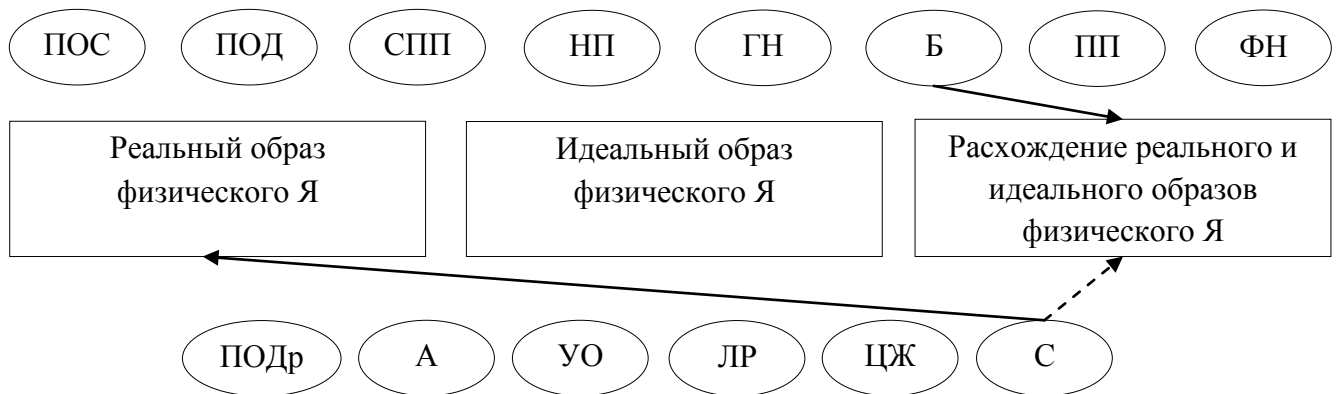 ПОС ПОД СПП НП ГН Б ПП ФН
Реальный образ
физического Я
Идеальный образ
физического Я
Расхождение реального и
идеального образов
физического Я
ПОДр А УО ЛР ЦЖ С